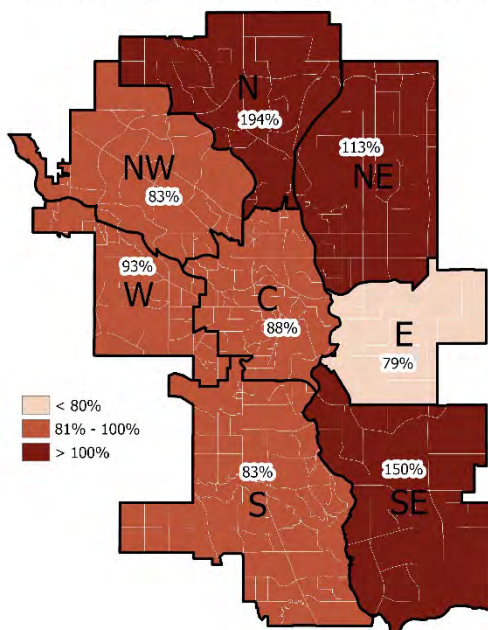 N
194%
113%
NE
NW
83%
93%
W
C
88%
E
79%
< 80%
81% - 100%
> 100%
83%
S
150%
SE